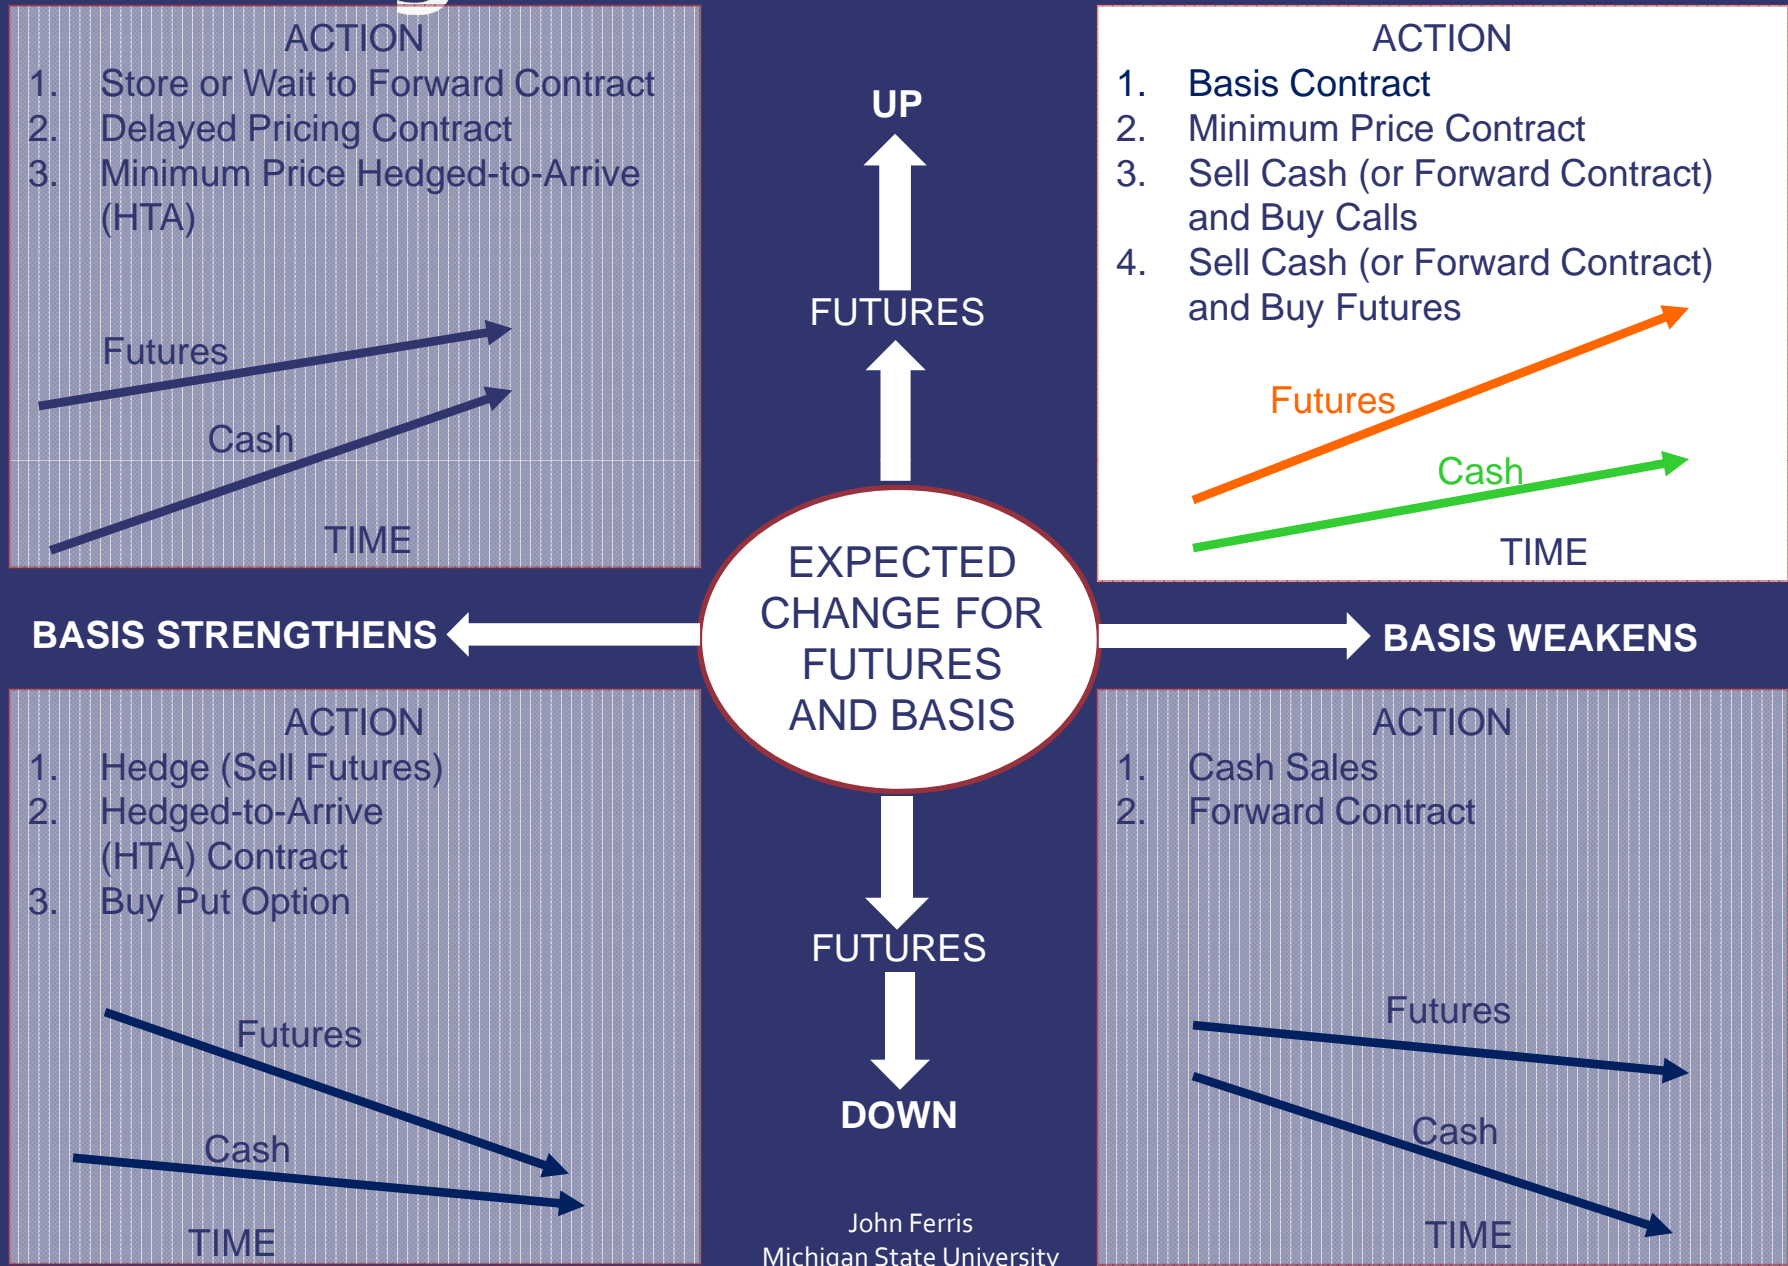 ACTION
1. Store or Wait to Forward Contract
2. Delayed Pricing Contract
3. Minimum Price Hedged-to-Arrive
(HTA)
Futures
Cash
TIME
UP
FUTURES
ACTION
1. Basis Contract
2. Minimum Price Contract
3. Sell Cash (or Forward Contract)
and Buy Calls
4. Sell Cash (or Forward Contract)
and Buy Futures
Futures
Cash
TIME
BASIS STRENGTHENS
EXPECTED
CHANGE FOR
FUTURES
AND BASIS
BASIS WEAKENS
ACTION
1. Hedge (Sell Futures)
2. Hedged-to-Arrive
(HTA) Contract
3. Buy Put Option
Futures
Cash
TIME
FUTURES
DOWN
John Ferris
Michigan State University
ACTION
1. Cash Sales
2. Forward Contract
Futures
Cash
TIME